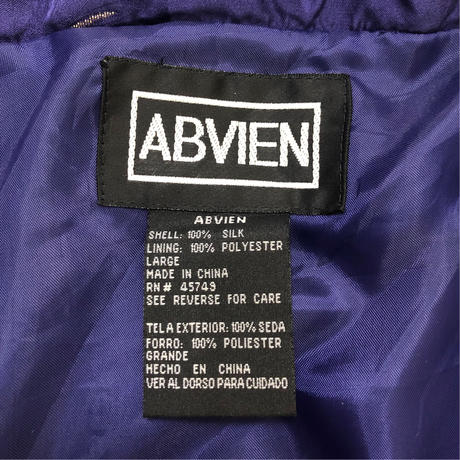 ABVIEN
ABVIEN
SHELL: 100% SILK
LINING: 100% POLYESTER
LARGE
MADE IN CHINA
RN# 45749
SEE REVERSE FOR CARE
TELA EXTERIOR: 100% SEDA
FORRO: 100% POLIESTER
GRANDE
HECHO EN CHINA
VER AL DORSO PARA CUIDADO